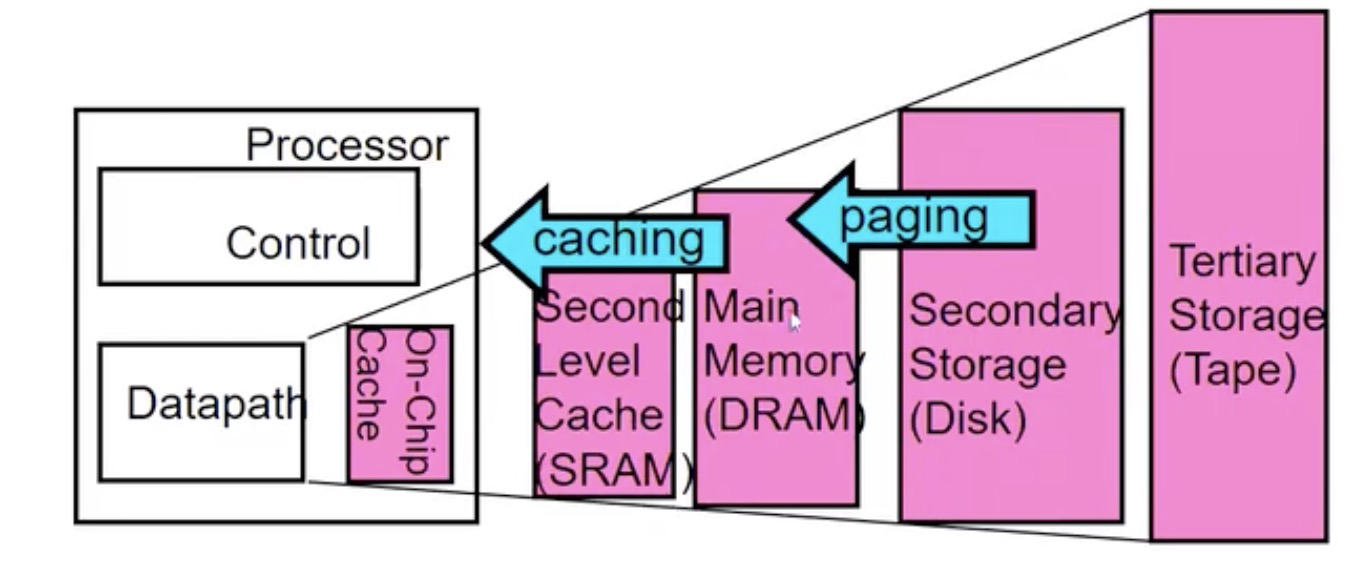 Processor
Control
Datapath
On-Chip
Cache
caching
Second
Level
Cache
(SRAM)
Main
Memory
(DRAM)
paging
Secondary
Storage
(Disk)
Tertiary
Storage
(Tape)